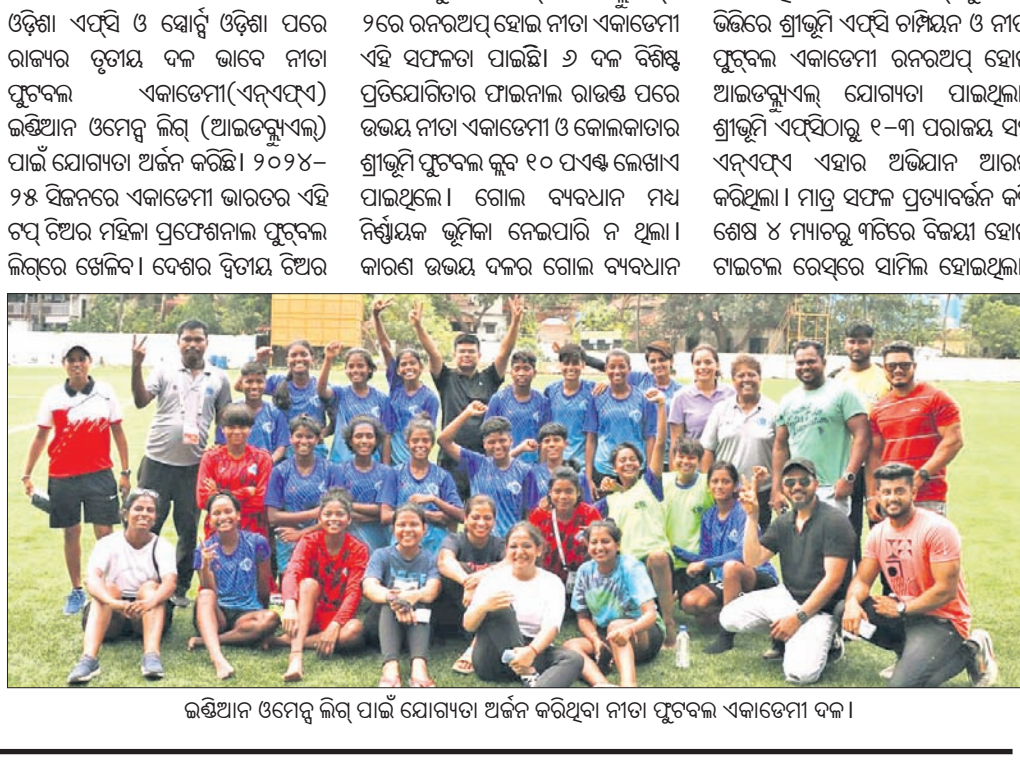 ଓଡ଼ିଶା ଏଫ୍‌ସି ଓ ସ୍ପୋର୍ଟ୍ସ ଓଡ଼ିଶା ପରେ
ରାଜ୍ୟର ତୃତୀୟ ଦଳ ଭାବେ ନୀତା
ଫୁଟବଲ ଏକାଡେମୀ(ଏନ୍‌ଏଫ୍‌ଏ)
ଇଣ୍ଡିଆନ ଓମେନ୍ସ ଲିଗ୍ (ଆଇଡବ୍ଲ୍ୟୁଏଲ୍)
ପାଇଁ ଯୋଗ୍ୟତା ଅର୍ଜନ କରିଛି। ୨୦୨୪–
୨୫ ସିଜନରେ ଏକାଡେମୀ ଭାରତର ଏହି
ଟପ୍ ଟିଅର ମହିଳା ପ୍ରଫେଶନାଲ ଫୁଟ୍‌ବଲ
ଲିଗ୍‌ରେ ଖେଳିବ। ଦେଶର ଦ୍ୱିତୀୟ ଟିଅର
୨ରେ ରନରଅପ୍ ହୋଇ ନୀତା ଏକାଡେମୀ
ଏହି ସଫଳତା ପାଇଛି। ୬ ଦଳ ବିଶିଷ୍ଟ
ପ୍ରତିଯୋଗିତାର ଫାଇନାଲ ରାଉଣ୍ଡ ପରେ
ଉଭୟ ନୀତା ଏକାଡେମୀ ଓ କୋଲକାତାର
ଶ୍ରୀଭୂମି ଫୁଟବଲ କ୍ଲବ ୧୦ ପଏଣ୍ଟ ଲେଖାଏ
ପାଇଥିଲେ। ଗୋଲ ବ୍ୟବଧାନ ମଧ୍ୟ
ନିର୍ଣ୍ଣାୟକ ଭୂମିକା ନେଇପାରି ନ ଥିଲା।
କାରଣ ଉଭୟ ଦଳର ଗୋଲ ବ୍ୟବଧାନ
ଭିତ୍ତିରେ ଶ୍ରୀଭୂମି ଏଫ୍‌ସି ଚାମ୍ପିୟନ ଓ
ଫୁଟ୍‌ବଲ ଏକାଡେମୀ ରନରଅପ୍
ଆଇଡବ୍ଲ୍ୟୁଏଲ୍ ଯୋଗ୍ୟତା ପାଇଥିଲା
ଶ୍ରୀଭୂମି ଏଫ୍‌ସିଠାରୁ ୧–୩ ପରାଜୟ
ଏନ୍‌ଏଫ୍‌ଏ ଏହାର ଅଭିଯାନ
କରିଥିଲା। ମାତ୍ର ସଫଳ ପ୍ରତ୍ୟାବର୍ତ୍ତନ
ଶେଷ ୪ ମ୍ୟାଚରୁ ୩ଟିରେ ବିଜୟୀ
ଟାଇଟଲ ରେସ୍‌ରେ ସାମିଲ ହୋଇଥିଲା
ଇଣ୍ଡିଆନ ଓମେନ୍ସ ଲିଗ୍ ପାଇଁ ଯୋଗ୍ୟତା ଅର୍ଜନ କରିଥିବା ନୀତା ଫୁଟବଲ ଏକାଡେମୀ ଦଳ।